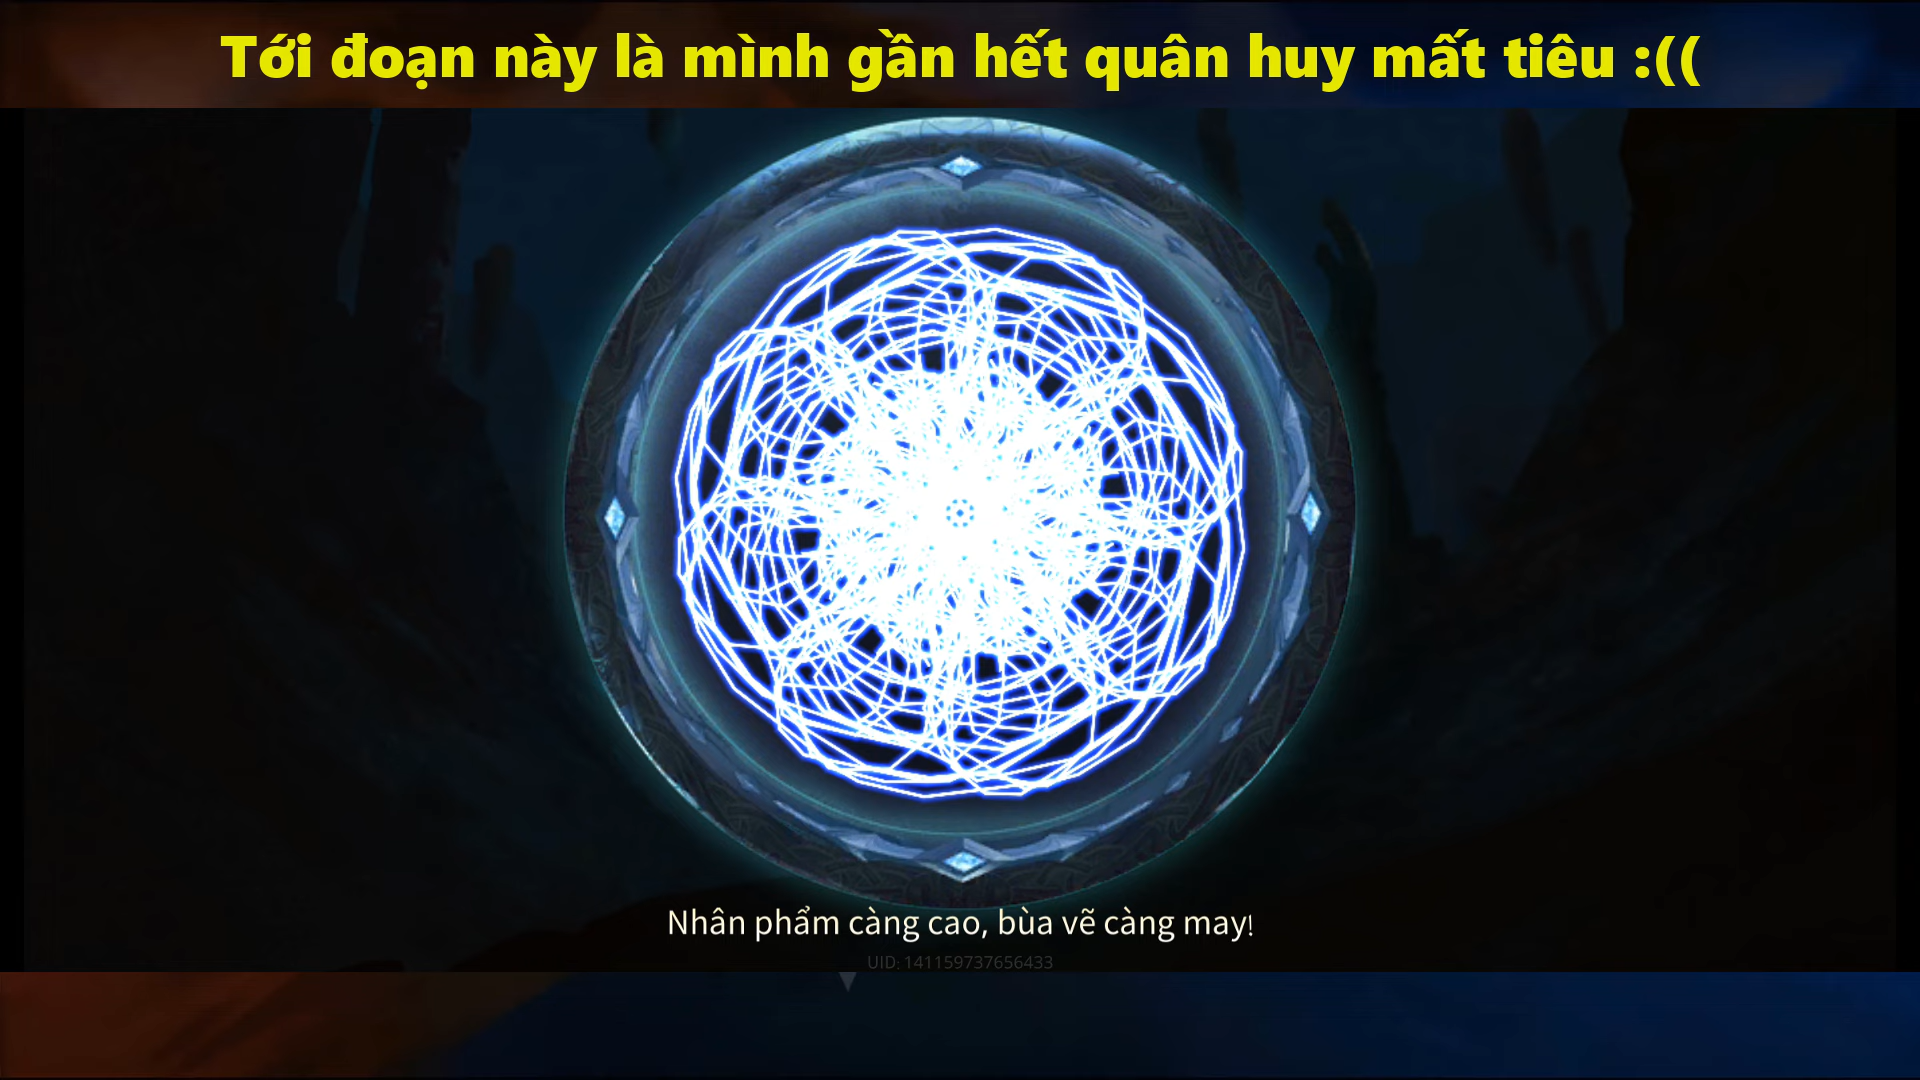 Tới đoạn này là mình gần hết quân huy mất tiêu :((
Nhân phẩm càng cao, bùa vẽ càng may!
UID: 141159737656433